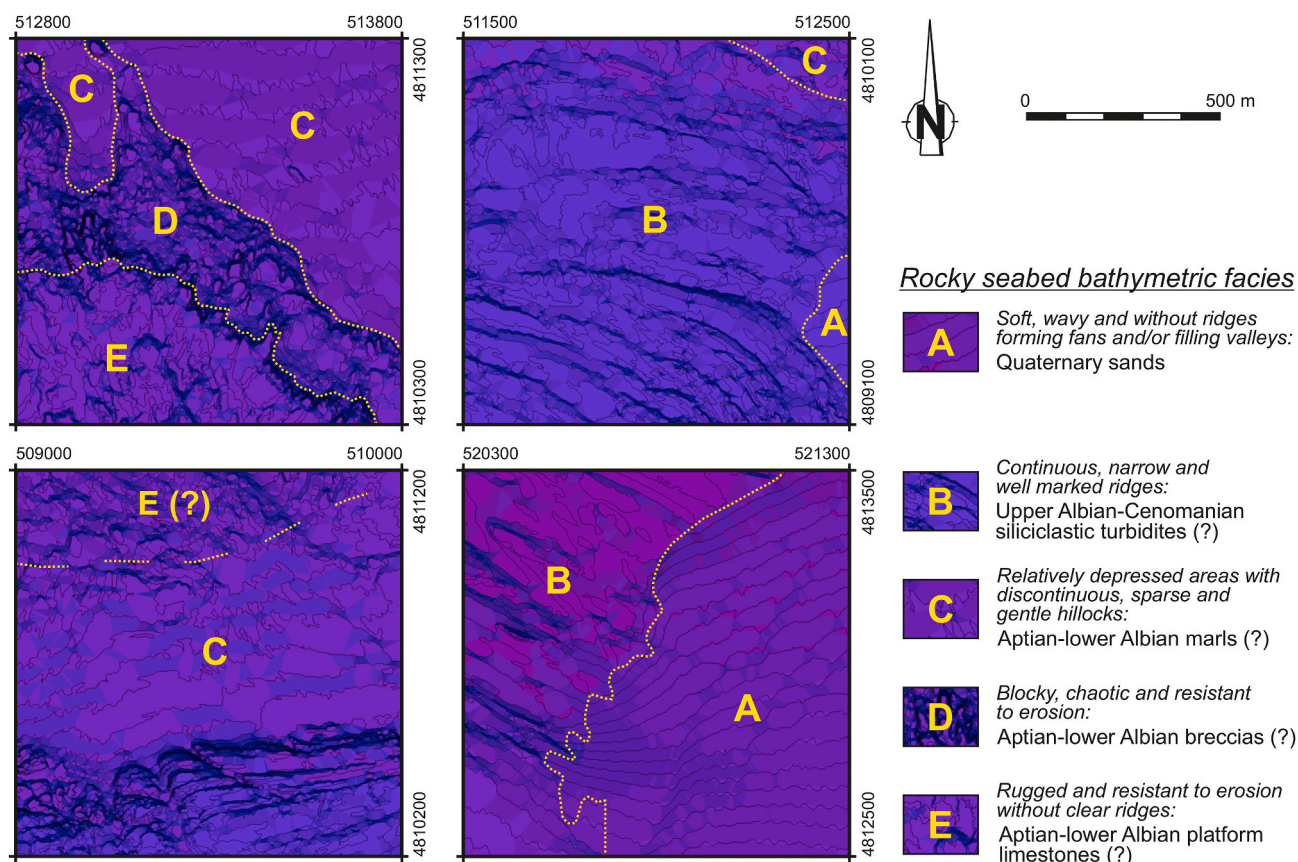 512800 513800
4811300
C
C
D
E
4810300
511500 512500
4810100
C
B
A
4809100
N
0 500 m
509000 510000
4811200
E (?)
C
4810200
520300 521300
4813500
B
A
4812500
Rocky seabed bathymetric facies
A
Soft, wavy and without ridges
forming fans and/or filling valleys:
Quaternary sands
B
Continuous, narrow and
well marked ridges:
Upper Albian-Cenomanian
siliciclastic turbidites (?)
C
Relatively depressed areas with
discontinuous, sparse and
gentle hillocks:
Aptian-lower Albian marls (?)
D
Blocky, chaotic and resistant
to erosion:
Aptian-lower Albian breccias (?)
E
Rugged and resistant to erosion
without clear ridges:
Aptian-lower Albian platform
limestones (?)